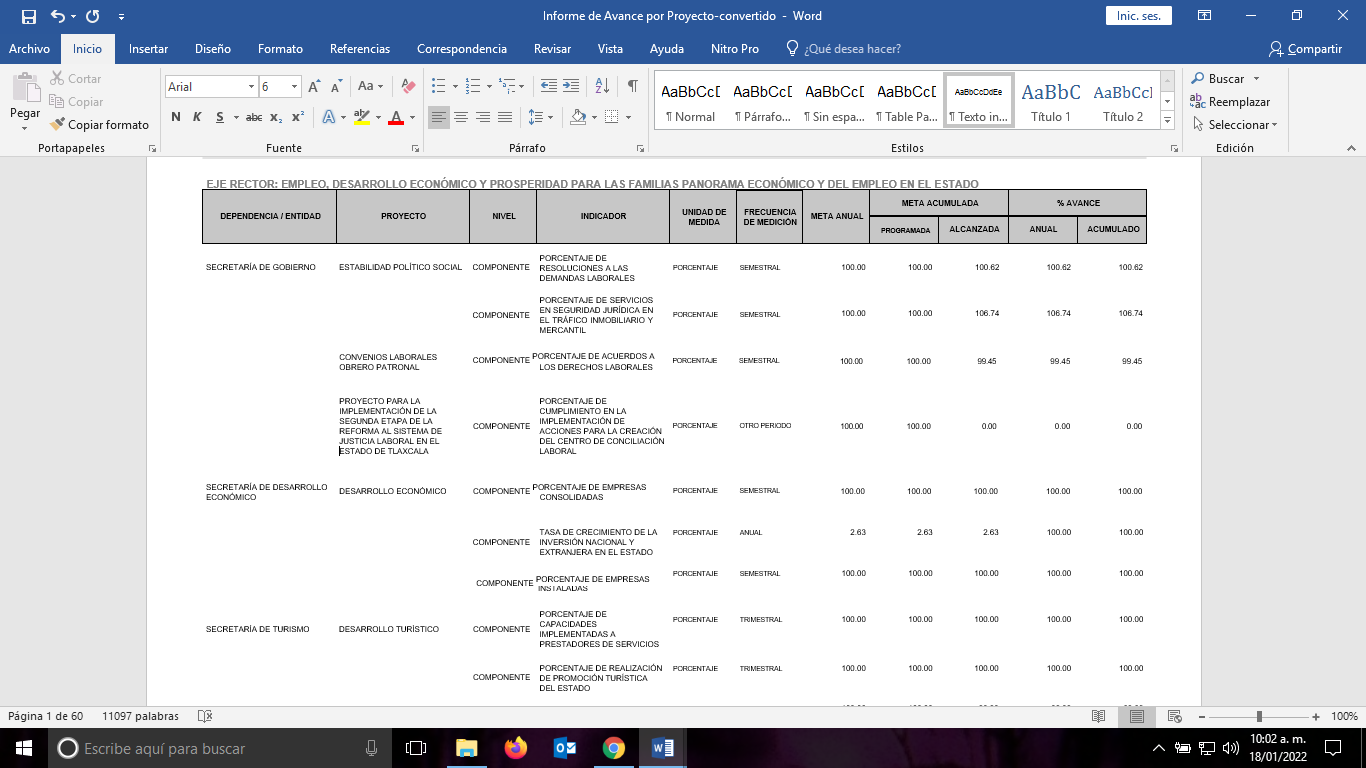 Informe de Avance por Proyecto-convertido - Word
Inic. ses.
Archivo Inicio Insertar Diseño Formato Referencias Correspondencia Revisar Vista Ayuda Nitro Pro ¿Qué desea hacer? Compartir
Pegar
Cortar
Copiar
Copiar formato
Portapapeles
Arial 6
N K S abc x₂ x²
Fuente
Párrafo
AaBbCcD AaBbCcD AaBbCcD AaBbCcD AaBbCcDdEe AaBbC AaBbCcI
¶ Normal ¶ Párrafo... ¶ Sin espa... ¶ Table Pa... ¶ Texto in... Título 1 Título 2
Estilos
Buscar
Reemplazar
Seleccionar
Edición
EJE RECTOR: EMPLEO, DESARROLLO ECONÓMICO Y PROSPERIDAD PARA LAS FAMILIAS PANORAMA ECONÓMICO Y DEL EMPLEO EN EL ESTADO
DEPENDENCIA / ENTIDAD PROYECTO NIVEL INDICADOR UNIDAD DE MEDIDA FRECUENCIA DE MEDICIÓN META ANUAL META ACUMULADA % AVANCE
PROGRAMADA ALCANZADA ANUAL ACUMULADO
SECRETARÍA DE GOBIERNO ESTABILIDAD POLÍTICO SOCIAL COMPONENTE
PORCENTAJE DE
RESOLUCIONES A LAS
DEMANDAS LABORALES
PORCENTAJE SEMESTRAL 100.00 100.00 100.62 100.62 100.62
COMPONENTE
PORCENTAJE DE SERVICIOS
EN SEGURIDAD JURÍDICA EN
EL TRÁFICO INMOBILIARIO Y
MERCANTIL
PORCENTAJE SEMESTRAL 100.00 100.00 106.74 106.74 106.74
CONVENIOS LABORALES
OBRERO PATRONAL
COMPONENTE PORCENTAJE DE ACUERDOS A
LOS DERECHOS LABORALES
PORCENTAJE SEMESTRAL 100.00 100.00 99.45 99.45 99.45
PROYECTO PARA LA
IMPLEMENTACIÓN DE LA
SEGUNDA ETAPA DE LA
REFORMA AL SISTEMA DE
JUSTICIA LABORAL EN EL
ESTADO DE TLAXCALA
COMPONENTE
PORCENTAJE DE
CUMPLIMIENTO EN LA
IMPLEMENTACIÓN DE
ACCIONES PARA LA CREACIÓN
DEL CENTRO DE CONCILIACIÓN
LABORAL
PORCENTAJE OTRO PERIODO 100.00 100.00 0.00 0.00 0.00
SECRETARÍA DE DESARROLLO
ECONÓMICO
DESARROLLO ECONÓMICO COMPONENTE PORCENTAJE DE EMPRESAS
CONSOLIDADAS
PORCENTAJE SEMESTRAL 100.00 100.00 100.00 100.00 100.00
COMPONENTE
TASA DE CRECIMIENTO DE LA
INVERSIÓN NACIONAL Y
EXTRANJERA EN EL ESTADO
PORCENTAJE ANUAL 2.63 2.63 2.63 100.00 100.00
COMPONENTE PORCENTAJE DE EMPRESAS
INSTALADAS
PORCENTAJE SEMESTRAL 100.00 100.00 100.00 100.00 100.00
SECRETARÍA DE TURISMO DESARROLLO TURÍSTICO COMPONENTE
PORCENTAJE DE
CAPACIDADES
IMPLEMENTADAS A
PRESTADORES DE SERVICIOS
PORCENTAJE TRIMESTRAL 100.00 100.00 100.00 100.00 100.00
COMPONENTE
PORCENTAJE DE REALIZACIÓN
DE PROMOCIÓN TURÍSTICA
DEL ESTADO
PORCENTAJE TRIMESTRAL 100.00 100.00 100.00 100.00 100.00
Página 1 de 60 11097 palabras 100%
Escribe aquí para buscar
10:02 a. m.
18/01/2022